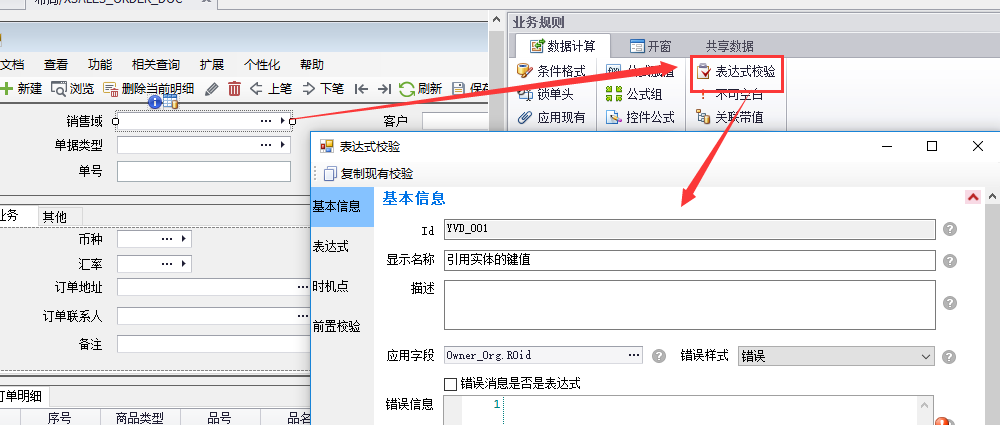 布局/XSALES_ORDER_DOC
业务规则
数据计算 开窗 共享数据
文档 查看 功能 相关查询 扩展 个性化 帮助
条件格式 公式赋值 表达式校验
新建 浏览 删除当前明细 上笔 下笔 刷新 保存
锁单头 公式组 不可空白
销售域 客户
应用现有 控件公式 关联带值
单据类型
单号
表达式校验
复制现有校验
基本信息
基本信息
Id YVD_001
业务 其他
币种
表达式
显示名称 引用实体的键值
汇率
描述
订单地址
时机点
订单联系人
前置校验
备注
应用字段 Owner_Org.ROid 错误样式 错误
错误消息是否是表达式
订单明细
错误信息 1
序号 商品类型 品号 品名